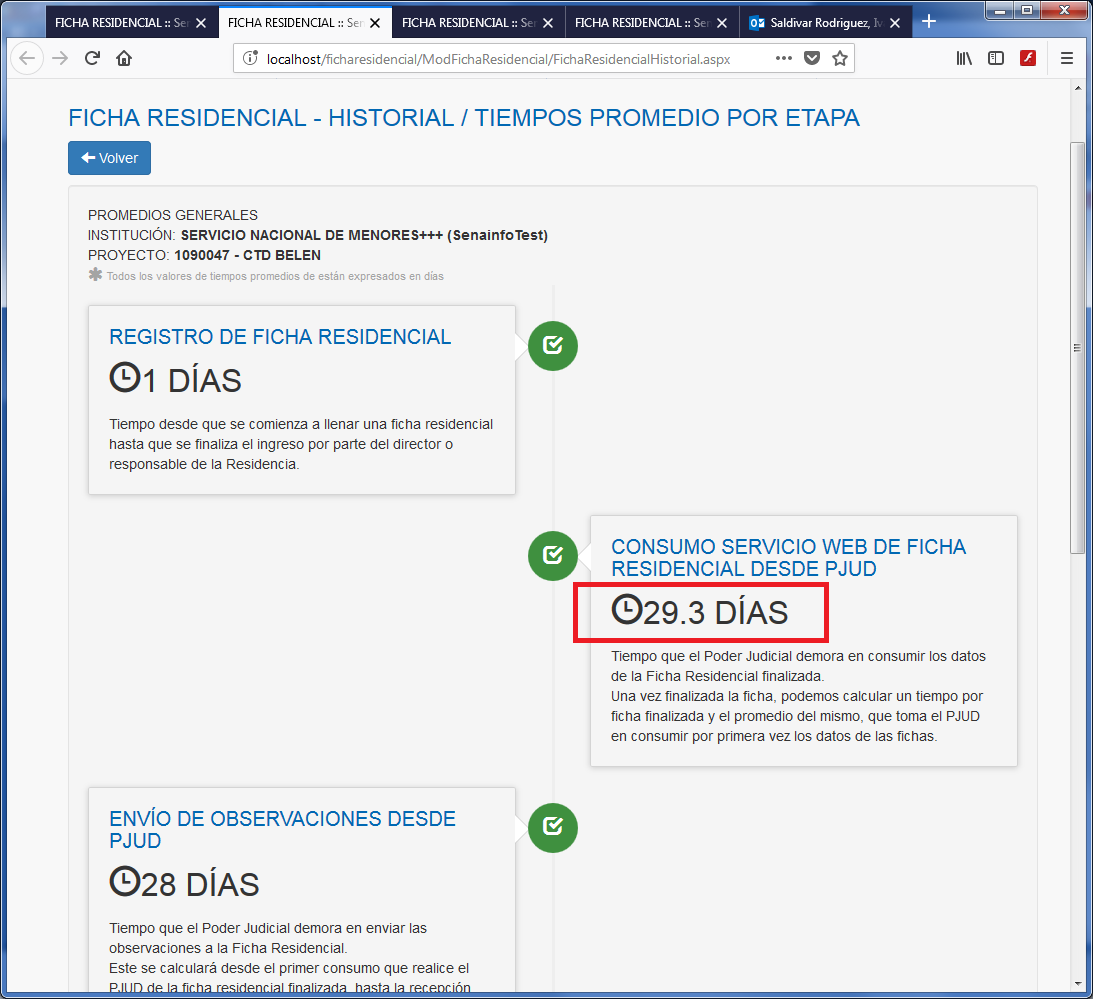 FICHA RESIDENCIAL :: Ser
FICHA RESIDENCIAL :: Ser
FICHA RESIDENCIAL :: Ser
FICHA RESIDENCIAL :: Ser
Saldivar Rodriguez, Iv
localhost/ficharesidencial/ModFichaResidencial/FichaResidencialHistorial.aspx
FICHA RESIDENCIAL - HISTORIAL / TIEMPOS PROMEDIO POR ETAPA
Volver
PROMEDIOS GENERALES
INSTITUCIÓN: SERVICIO NACIONAL DE MENORES+++ (SenainfoTest)
PROYECTO: 1090047 - CTD BELEN
Todos los valores de tiempos promedios de están expresados en días
REGISTRO DE FICHA RESIDENCIAL
1 DÍAS
Tiempo desde que se comienza a llenar una ficha residencial
hasta que se finaliza el ingreso por parte del director o
responsable de la Residencia.
CONSUMO SERVICIO WEB DE FICHA
RESIDENCIAL DESDE PJUD
29.3 DÍAS
Tiempo que el Poder Judicial demora en consumir los datos
de la Ficha Residencial finalizada.
Una vez finalizada la ficha, podemos calcular un tiempo por
ficha finalizada y el promedio del mismo, que toma el PJUD
en consumir por primera vez los datos de las fichas.
ENVÍO DE OBSERVACIONES DESDE
PJUD
28 DÍAS
Tiempo que el Poder Judicial demora en enviar las
observaciones a la Ficha Residencial.
Este se calculará desde el primer consumo que realice el
PJUD de la ficha residencial finalizada, hasta la recepción